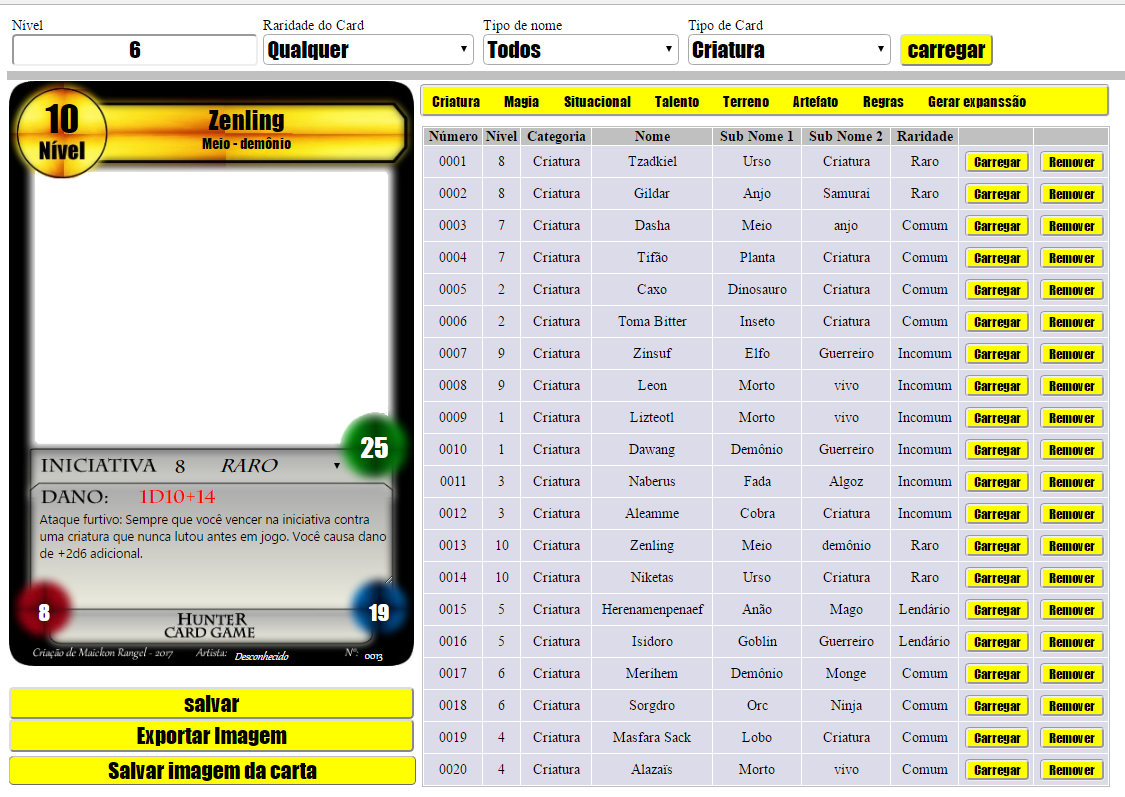 Nível Raridade do Card Tipo de nome Tipo de Card
6 Qualquer Todos Criatura carregar
10
Nível
Zenling
Meio - demônio
25
INICIATIVA 8 RARO
DANO: 1D10+14
Ataque furtivo: Sempre que você vencer na iniciativa contra
uma criatura que nunca lutou antes em jogo. Você causa dano
de +2d6 adicional.
8
19
HUNTER
CARD GAME
Criação de Maickon Rangel - 2017 Artista: Desconhecido Nº: 0013
salvar
Exportar Imagem
Salvar imagem da carta
Criatura Magia Situacional Talento Terreno Artefato Regras Gerar expanssão
Número Nível Categoria Nome Sub Nome 1 Sub Nome 2 Raridade
0001 8 Criatura Tzadkiel Urso Criatura Raro Carregar Remover
0002 8 Criatura Gildar Anjo Samurai Raro Carregar Remover
0003 7 Criatura Dasha Meio anjo Comum Carregar Remover
0004 7 Criatura Tifão Planta Criatura Comum Carregar Remover
0005 2 Criatura Caxo Dinosauro Criatura Comum Carregar Remover
0006 2 Criatura Toma Bitter Inseto Criatura Comum Carregar Remover
0007 9 Criatura Zinsuf Elfo Guerreiro Incomum Carregar Remover
0008 9 Criatura Leon Morto vivo Incomum Carregar Remover
0009 1 Criatura Lizteotl Morto vivo Incomum Carregar Remover
0010 1 Criatura Dawang Demônio Guerreiro Incomum Carregar Remover
0011 3 Criatura Naberus Fada Algoz Incomum Carregar Remover
0012 3 Criatura Aleamme Cobra Criatura Incomum Carregar Remover
0013 10 Criatura Zenling Meio demônio Raro Carregar Remover
0014 10 Criatura Niketas Urso Criatura Raro Carregar Remover
0015 5 Criatura Herenamenpenaef Anão Mago Lendário Carregar Remover
0016 5 Criatura Isidoro Goblin Guerreiro Lendário Carregar Remover
0017 6 Criatura Merihem Demônio Monge Comum Carregar Remover
0018 6 Criatura Sorgdro Orc Ninja Comum Carregar Remover
0019 4 Criatura Masfara Sack Lobo Criatura Comum Carregar Remover
0020 4 Criatura Alazaïs Morto vivo Comum Carregar Remover